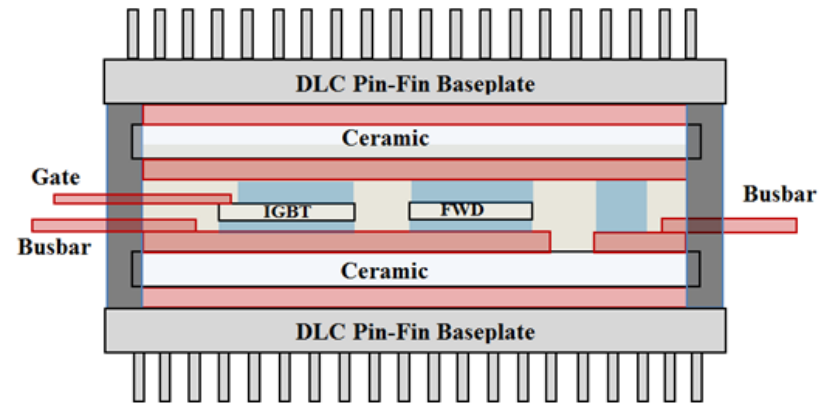 DLC Pin-Fin Baseplate
Ceramic
Gate
IGBT
FWD
Busbar
Busbar
Ceramic
DLC Pin-Fin Baseplate